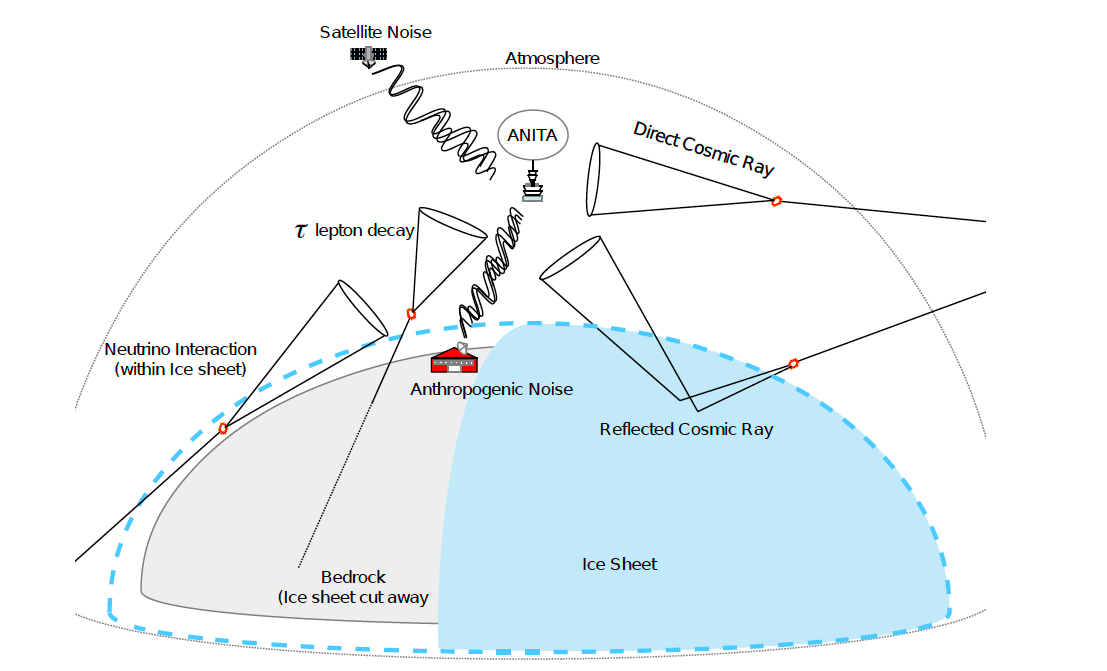 Satellite Noise
Atmosphere
ANITA
Direct Cosmic Ray
τ lepton decay
Neutrino Interaction
(within Ice sheet)
Anthropogenic Noise
Reflected Cosmic Ray
Ice Sheet
Bedrock
(Ice sheet cut away